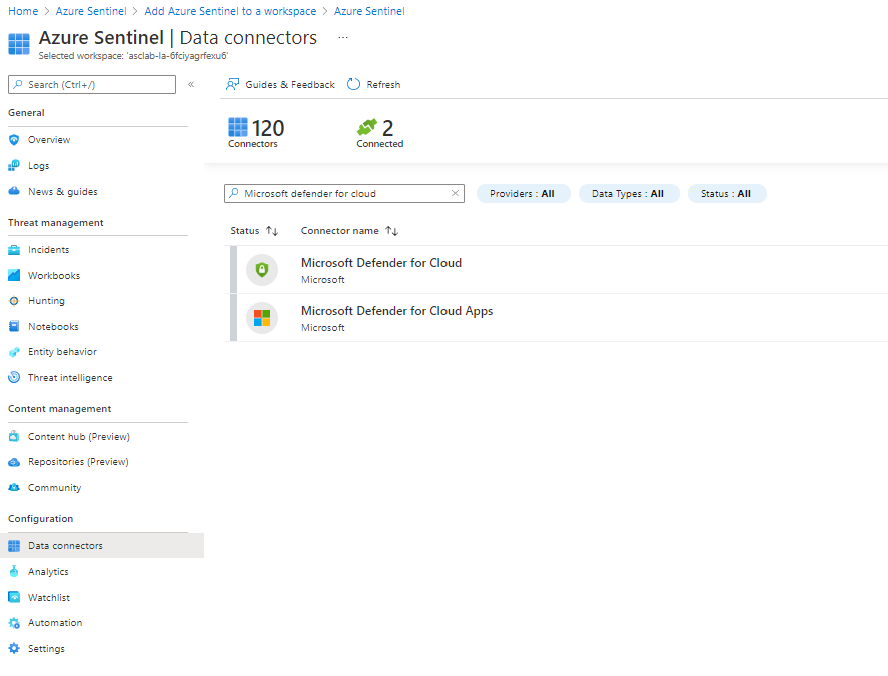 Home > Azure Sentinel > Add Azure Sentinel to a workspace > Azure Sentinel
Azure Sentinel | Data connectors ...
Selected workspace: 'asclab-la-6fciyagrfexu6'
Search (Ctrl+/) «
General
Overview
Logs
News & guides
Threat management
Incidents
Workbooks
Hunting
Notebooks
Entity behavior
Threat intelligence
Content management
Content hub (Preview)
Repositories (Preview)
Community
Configuration
Data connectors
Analytics
Watchlist
Automation
Settings
Guides & Feedback Refresh
120 2
Connectors Connected
Microsoft defender for cloud Providers : All Data Types : All Status : All
Status ↑↓ Connector name ↑↓
Microsoft Defender for Cloud
Microsoft
Microsoft Defender for Cloud Apps
Microsoft